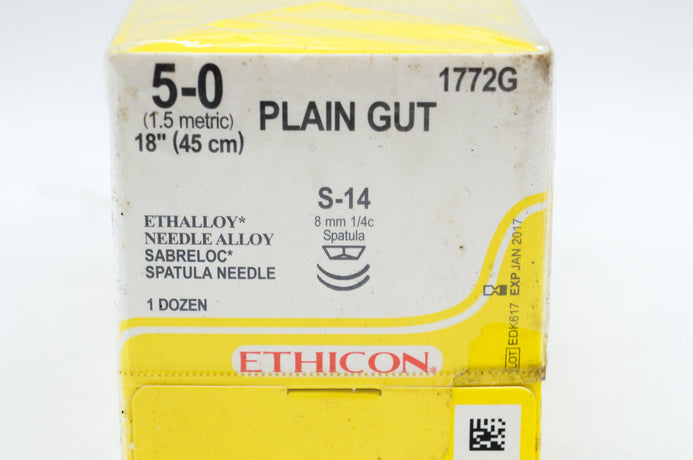 5-0
(1.5 metric)
18" (45 cm)
PLAIN GUT
1772G
S-14
8 mm 1/4c
Spatula
ETHALLOY*
NEEDLE ALLOY
SABRELOC*
SPATULA NEEDLE
1 DOZEN
LOT EDK617 EXP JAN 2017
ETHICON*